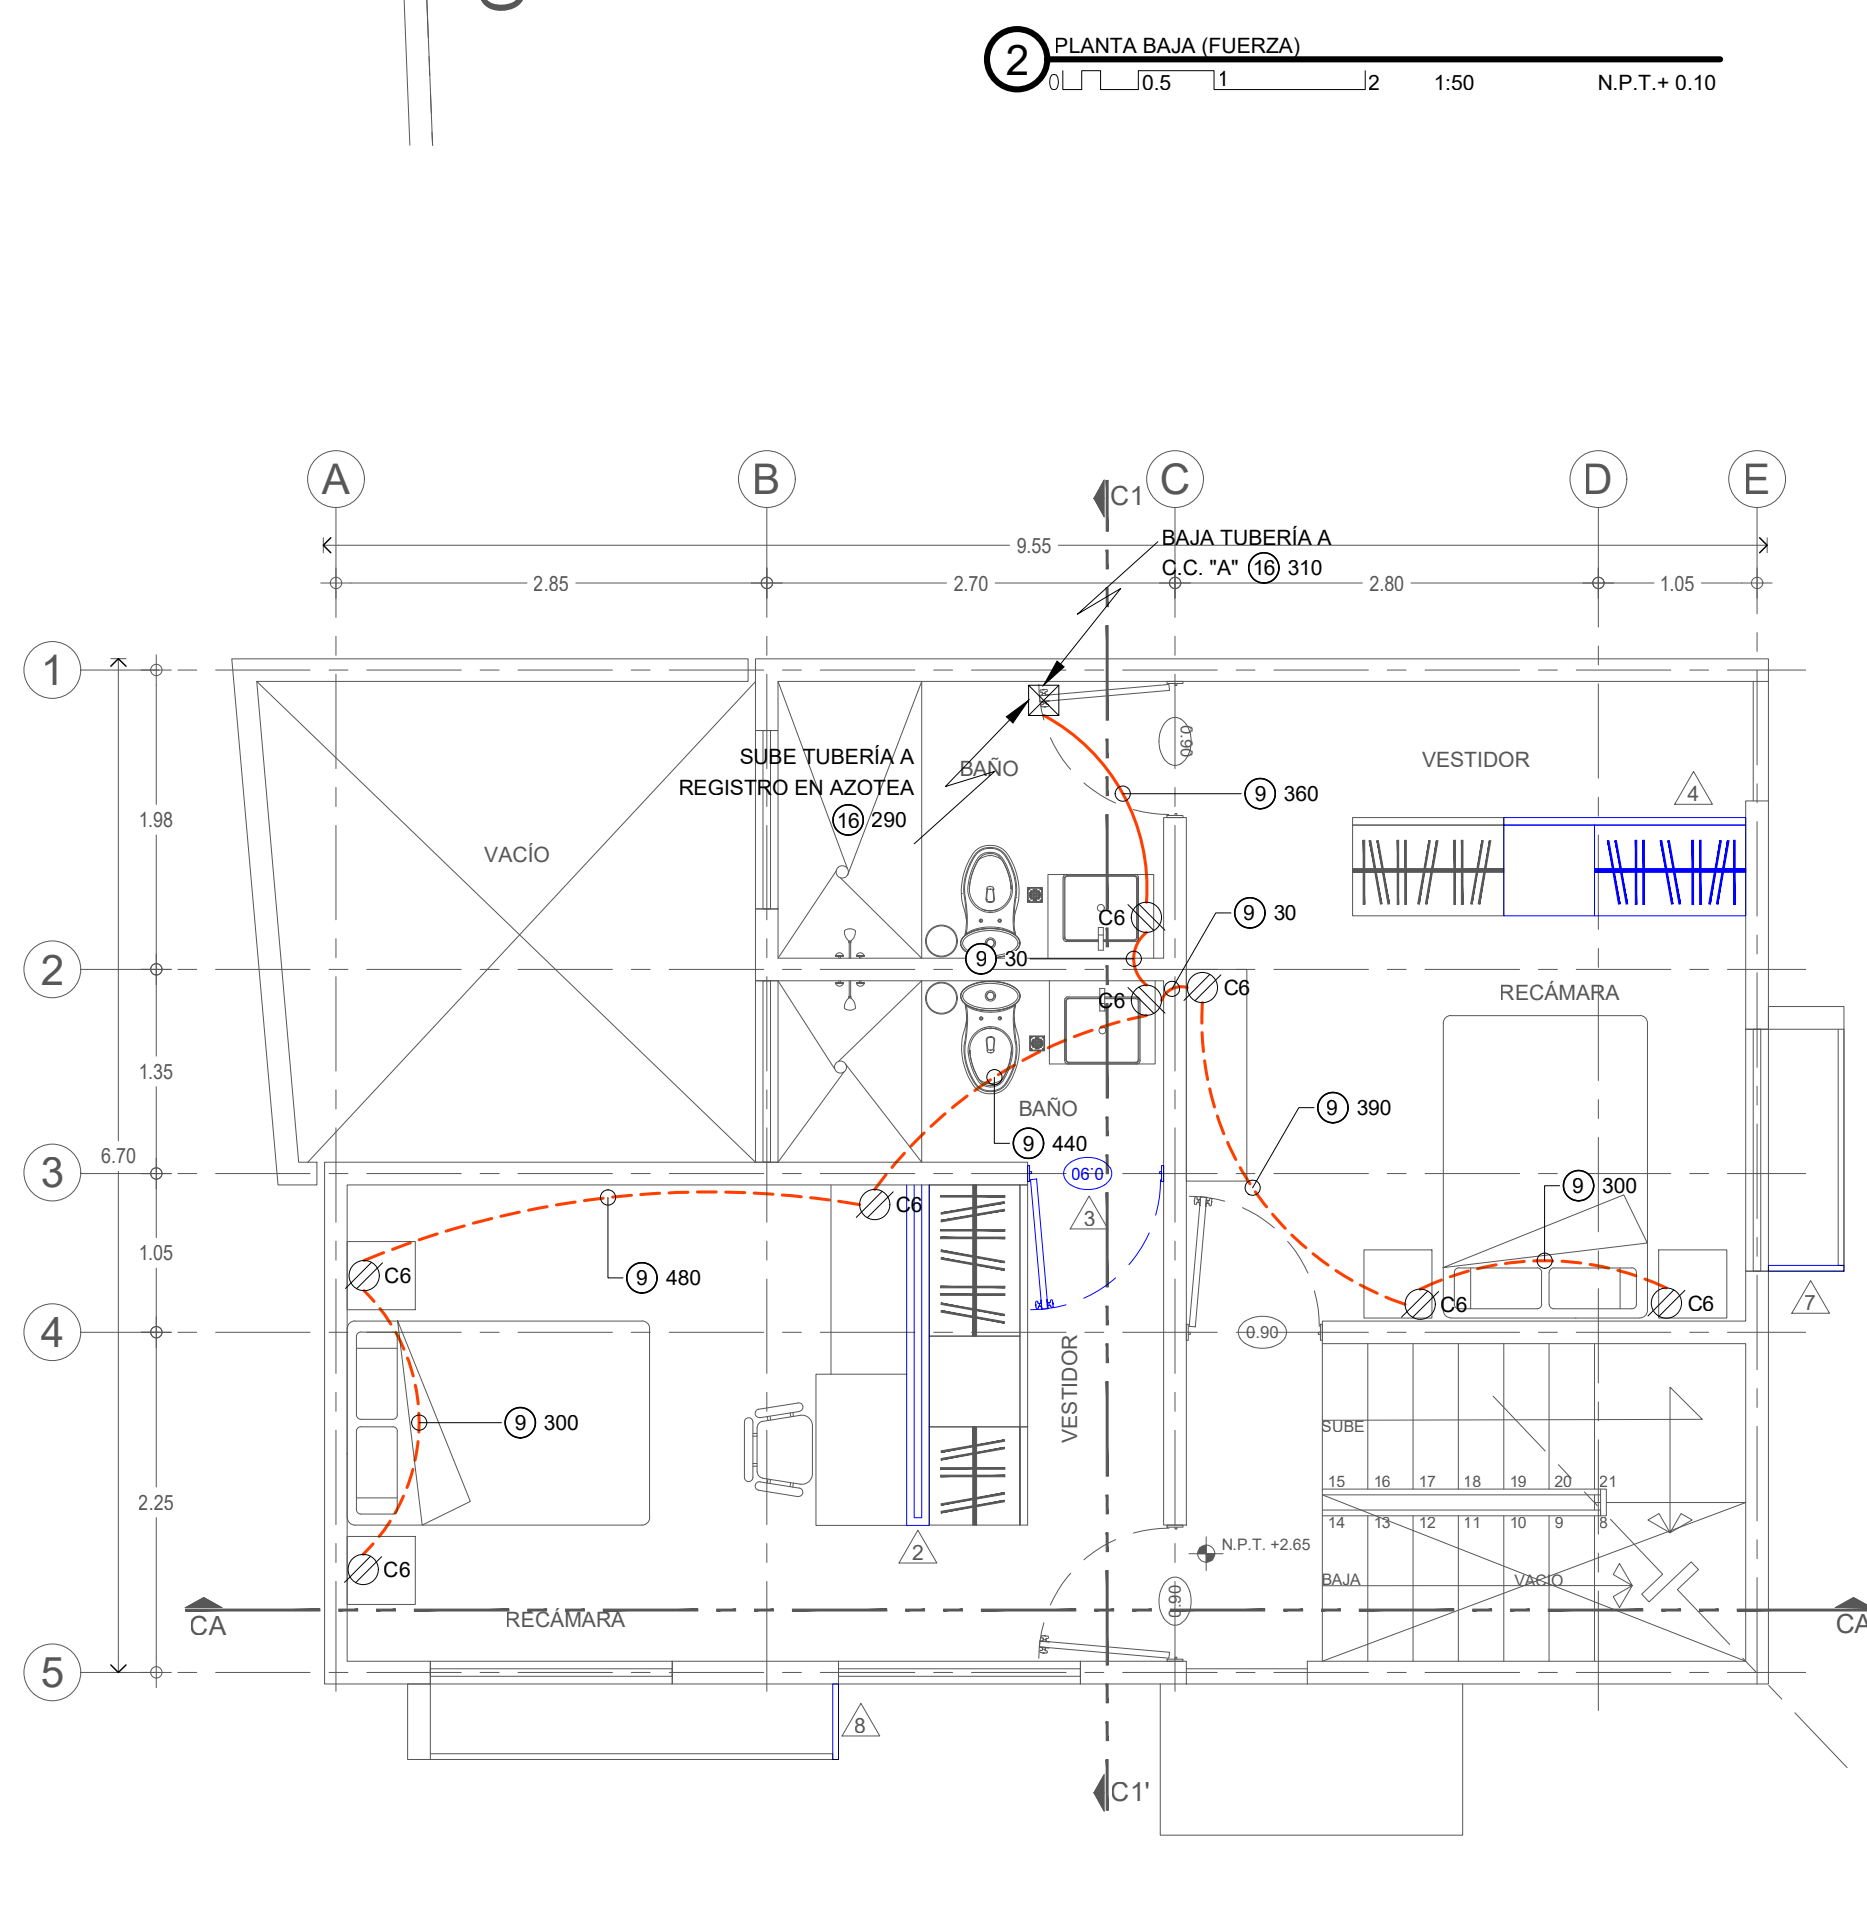 2
PLANTA BAJA (FUERZA)
0 0.5 1 2 1:50 N.P.T.+ 0.10
A B C D E
C1
9.55
BAJA TUBERÍA A
C.C. "A" 16 310
2.85 2.70 2.80 1.05
1
0.90
SUBE TUBERÍA A
REGISTRO EN AZOTEA
16 290
BAÑO
VESTIDOR
4
9 360
1.98
VACÍO
C6
9 30
2
9 30
C6
C6
RECÁMARA
1.35
9 390
BAÑO
9 440
6.70
3
0.90
9 300
C6
3
1.05
C6
9 480
C6
C6
7
4
0.90
VESTIDOR
9 300
SUBE
15 16 17 18 19 20 21
2.25
14 13 12 11 10 9 8
2
N.P.T. +2.65
C6
BAJA
VACÍO
0.90
CA
RECÁMARA
CA
5
8
C1'